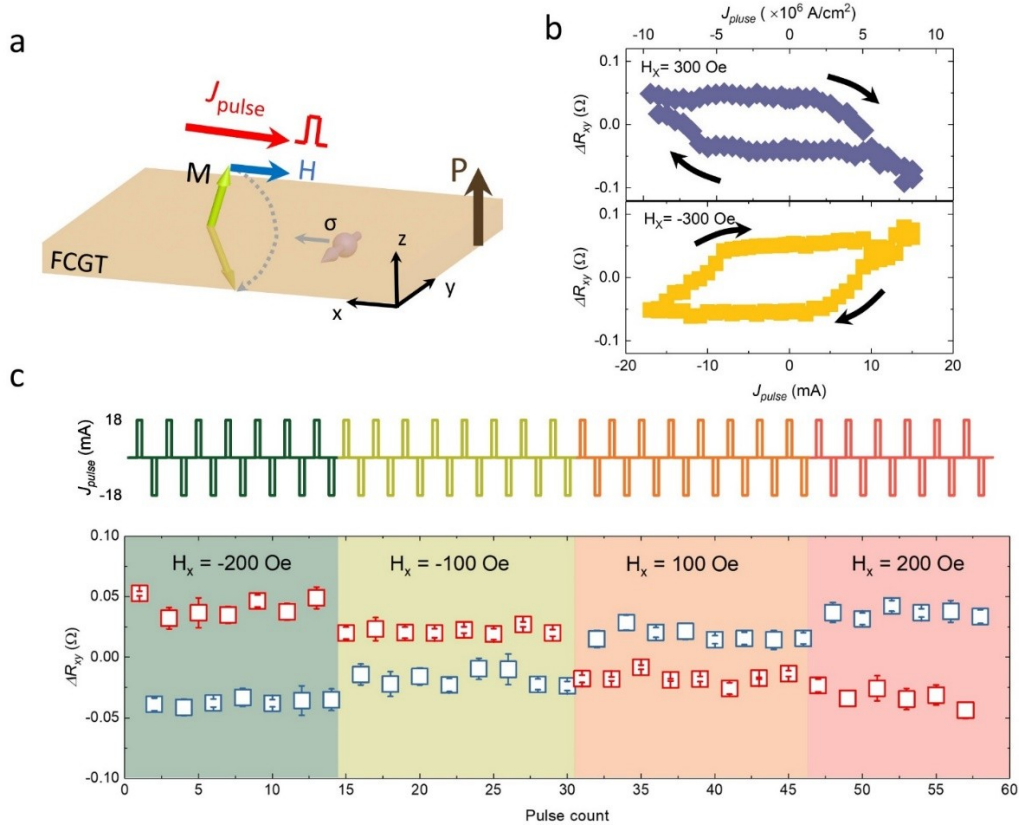 a
J_pulse
M
H
P
σ
FCGT
z
y
x
b
J_pluse ( ×10⁶ A/cm²)
-10 -5 0 5 10
H_X= 300 Oe
0.1
0.0
-0.1
ΔR_xy (Ω)
H_X= -300 Oe
0.1
0.0
-0.1
ΔR_xy (Ω)
-20 -10 0 10 20
J_pulse (mA)
c
18
-18
J_pulse (mA)
H_x = -200 Oe H_x = -100 Oe H_x = 100 Oe H_x = 200 Oe
0.10
0.05
0.00
-0.05
-0.10
ΔR_xy (Ω)
0 5 10 15 20 25 30 35 40 45 50 55 60
Pulse count